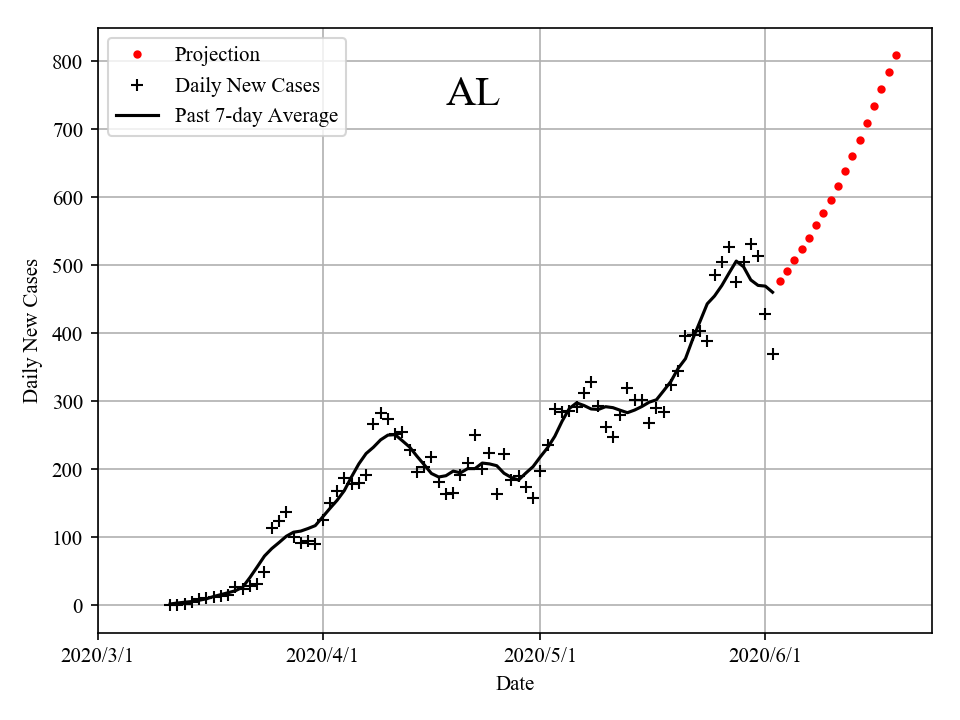 AL
Projection
Daily New Cases
Past 7-day Average
800
700
600
500
400
300
200
100
0
Daily New Cases
2020/3/1
2020/4/1
2020/5/1
2020/6/1
Date